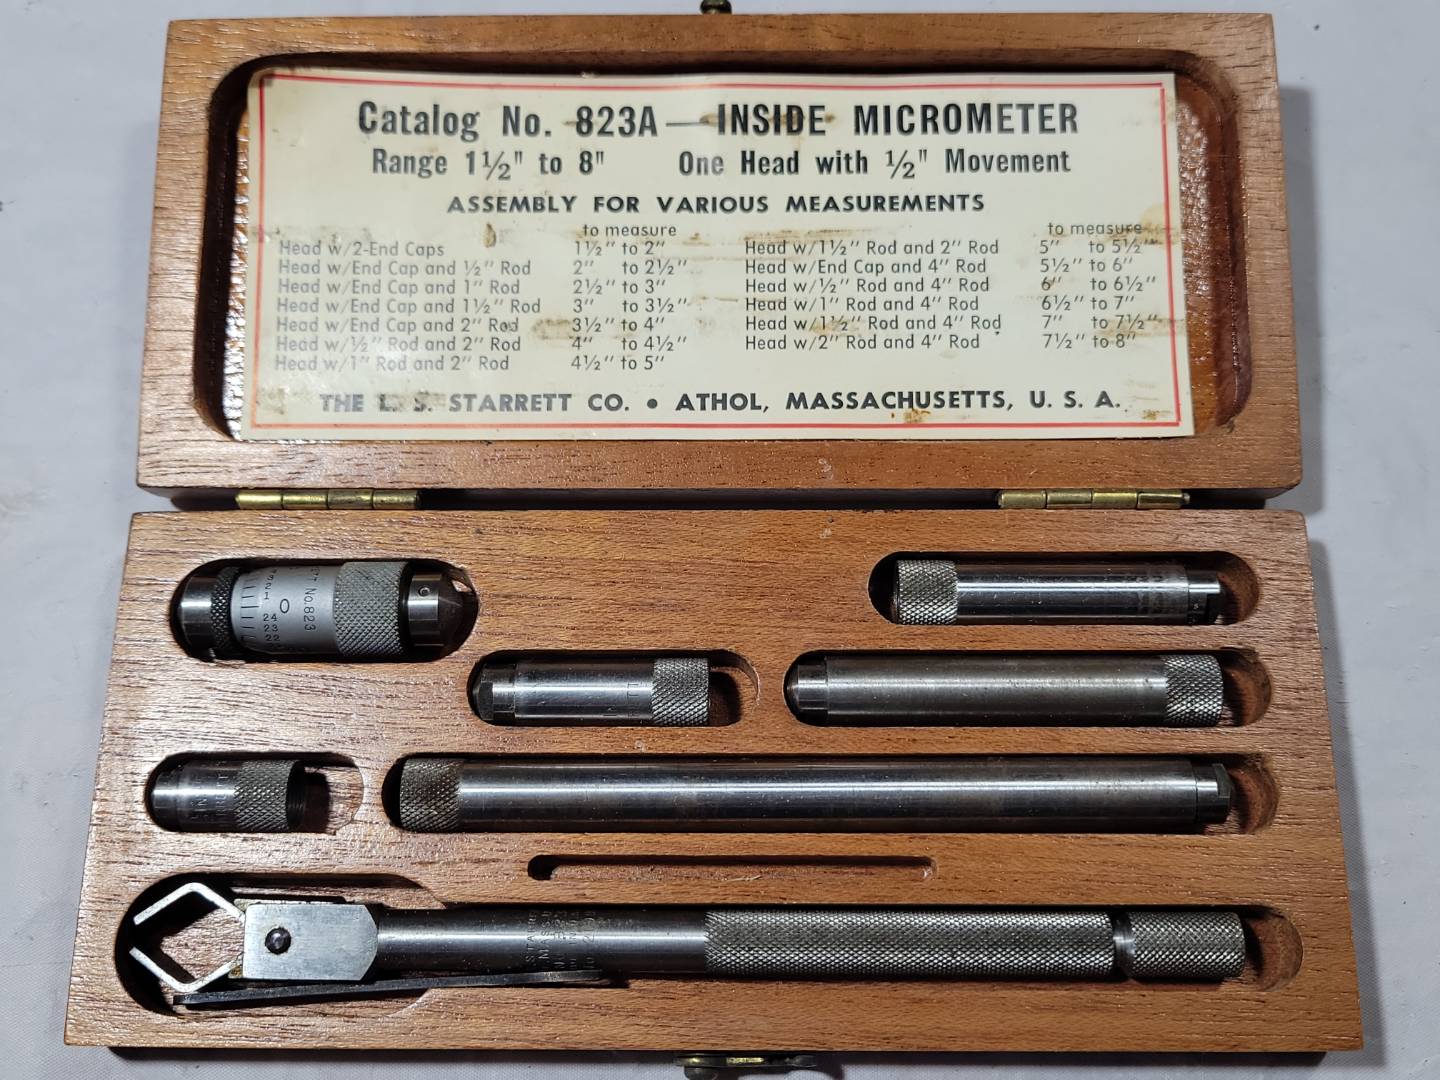 Catalog No. 823A — INSIDE MICROMETER
Range 1½" to 8" One Head with ½" Movement
ASSEMBLY FOR VARIOUS MEASUREMENTS
to measure
Head w/2-End Caps 1½" to 2"
Head w/End Cap and ½" Rod 2" to 2½"
Head w/End Cap and 1" Rod 2½" to 3"
Head w/End Cap and 1½" Rod 3" to 3½"
Head w/End Cap and 2" Rod 3½" to 4"
Head w/½" Rod and 2" Rod 4" to 4½"
Head w/1" Rod and 2" Rod 4½" to 5"
to measure
Head w/1½" Rod and 2" Rod 5" to 5½"
Head w/End Cap and 4" Rod 5½" to 6"
Head w/½" Rod and 4" Rod 6" to 6½"
Head w/1" Rod and 4" Rod 6½" to 7"
Head w/1½" Rod and 4" Rod 7" to 7½"
Head w/2" Rod and 4" Rod 7½" to 8"
THE L. S. STARRETT CO. • ATHOL, MASSACHUSETTS, U. S. A.
No. 823
2
1
0
24
23
22